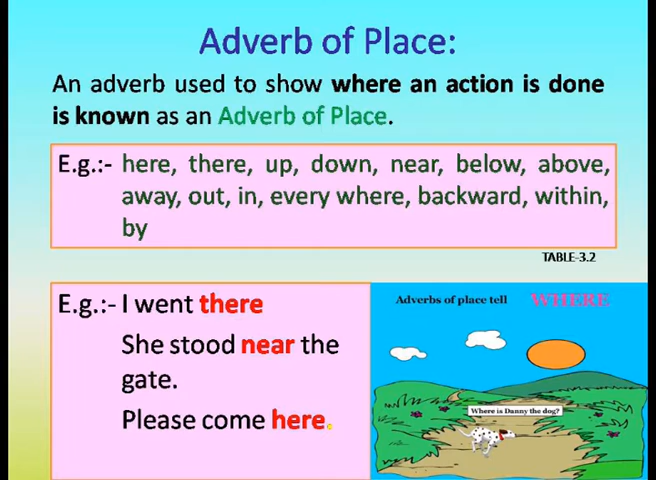 Adverb of Place:
An adverb used to show where an action is done
is known as an Adverb of Place.
E.g.:- here, there, up, down, near, below, above,
away, out, in, every where, backward, within,
by
TABLE-3.2
E.g.:- I went there
She stood near the
gate.
Please come here.
Adverbs of place tell WHERE
Where is Danny the dog?